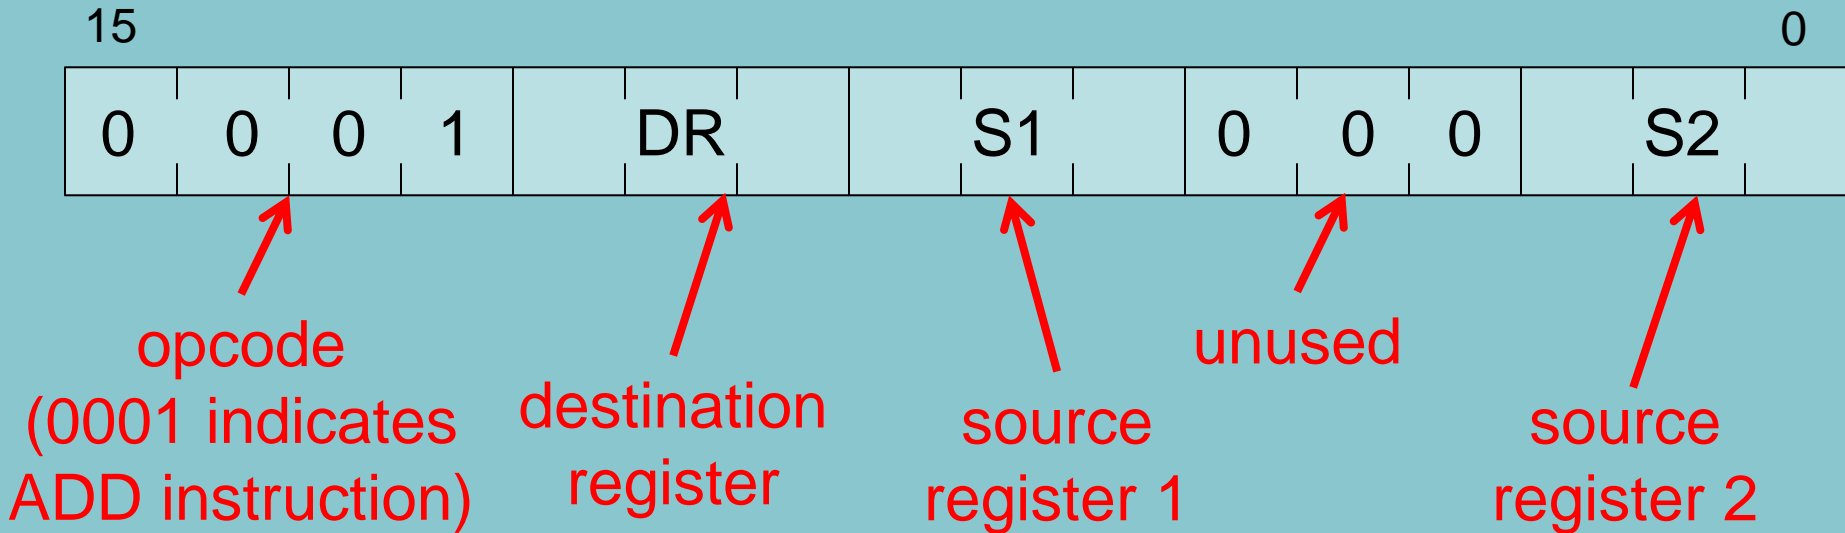 15 0
0 0 0 1 DR S1 0 0 0 S2
opcode
(0001 indicates
ADD instruction)
destination
register
source
register 1
unused
source
register 2